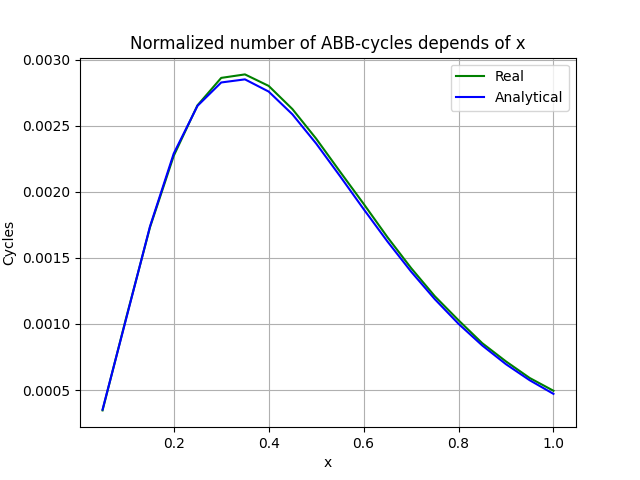 Normalized number of ABB-cycles depends of x
0.0030
0.0025
0.0020
0.0015
0.0010
0.0005
Cycles
Real
Analytical
0.2 0.4 0.6 0.8 1.0
x